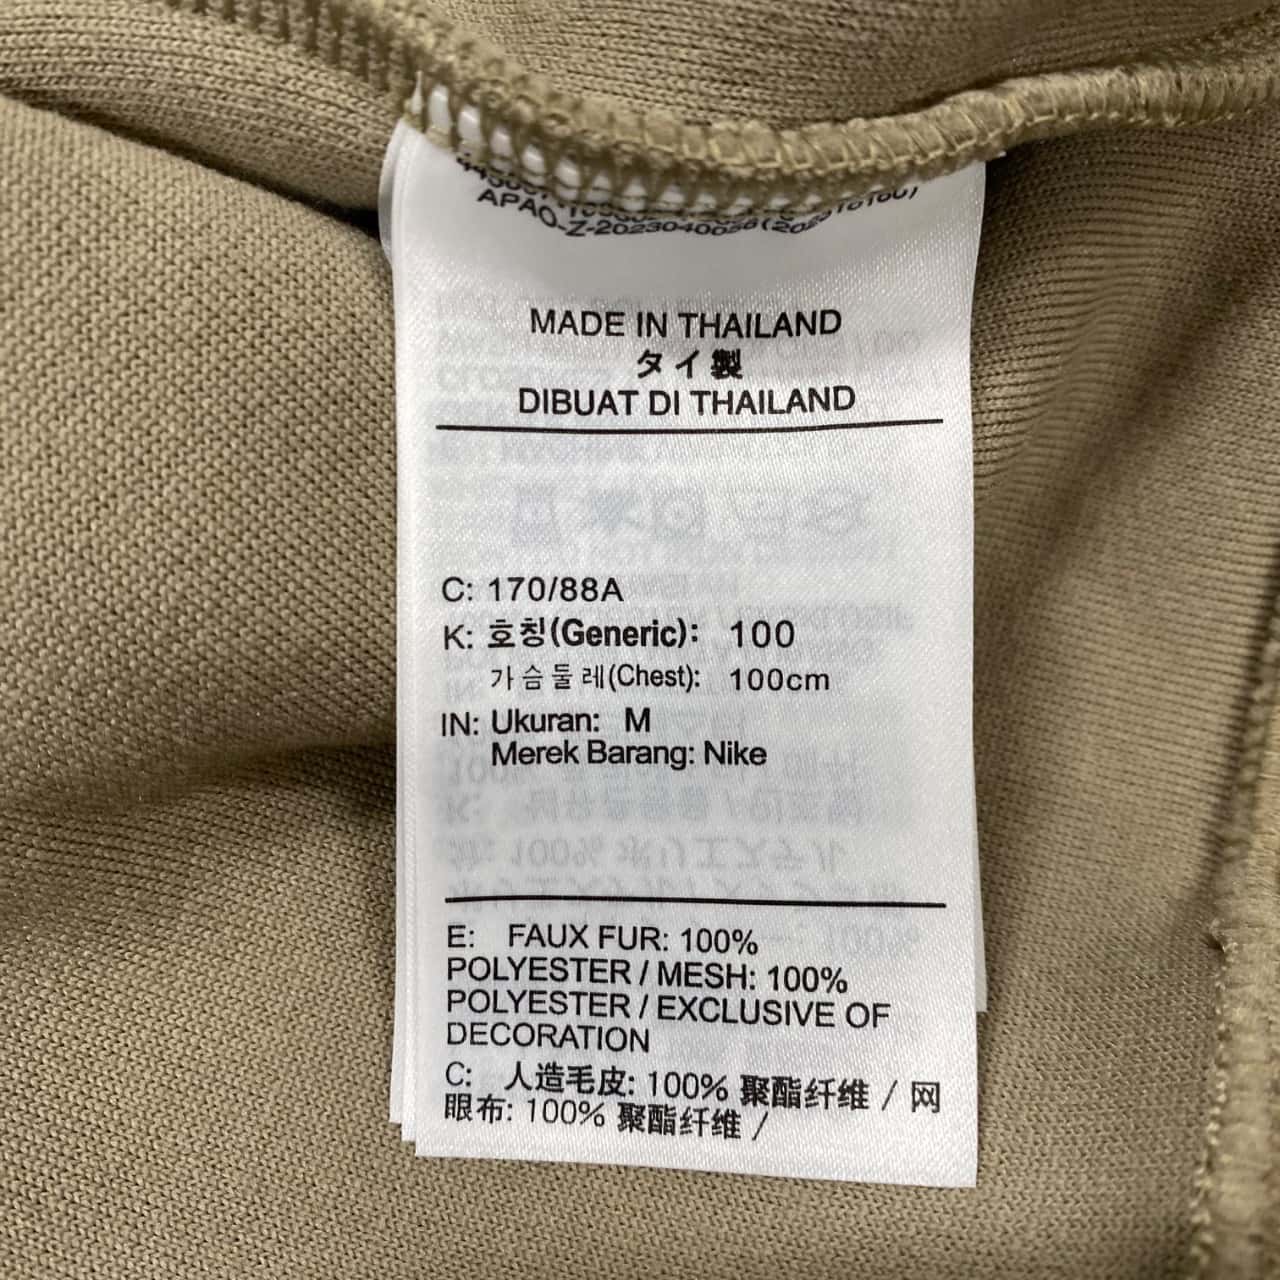 MADE IN THAILAND
タイ製
DIBUAT DI THAILAND
C: 170/88A
K: 호칭(Generic): 100
가슴둘레(Chest): 100cm
IN: Ukuran: M
Merek Barang: Nike
E: FAUX FUR: 100%
POLYESTER / MESH: 100%
POLYESTER / EXCLUSIVE OF
DECORATION
C: 人造毛皮: 100% 聚酯纤维 / 网
眼布: 100% 聚酯纤维 /